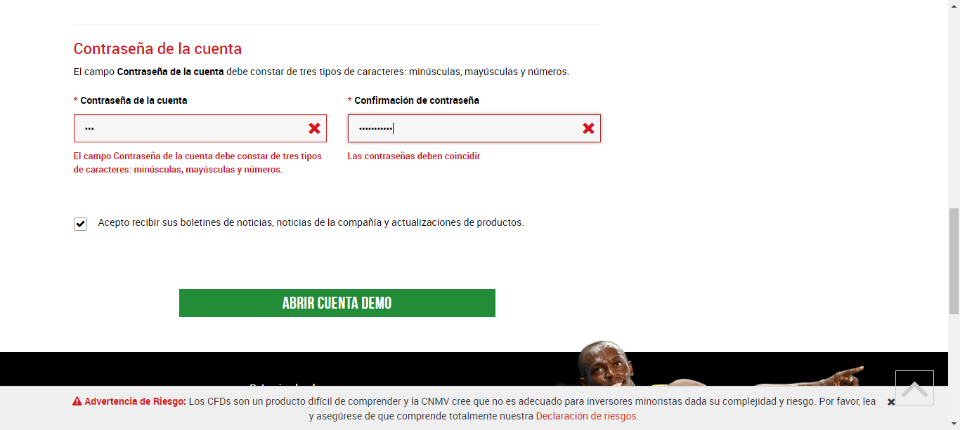 Contraseña de la cuenta
El campo Contraseña de la cuenta debe constar de tres tipos de caracteres: minúsculas, mayúsculas y números.
* Contraseña de la cuenta
* Confirmación de contraseña
El campo Contraseña de la cuenta debe constar de tres tipos
de caracteres: minúsculas, mayúsculas y números.
Las contraseñas deben coincidir
Acepto recibir sus boletines de noticias, noticias de la compañía y actualizaciones de productos.
ABRIR CUENTA DEMO
Advertencia de Riesgo: Los CFDs son un producto difícil de comprender y la CNMV cree que no es adecuado para inversores minoristas dada su complejidad y riesgo. Por favor, lea
y asegúrese de que comprende totalmente nuestra Declaración de riesgos.